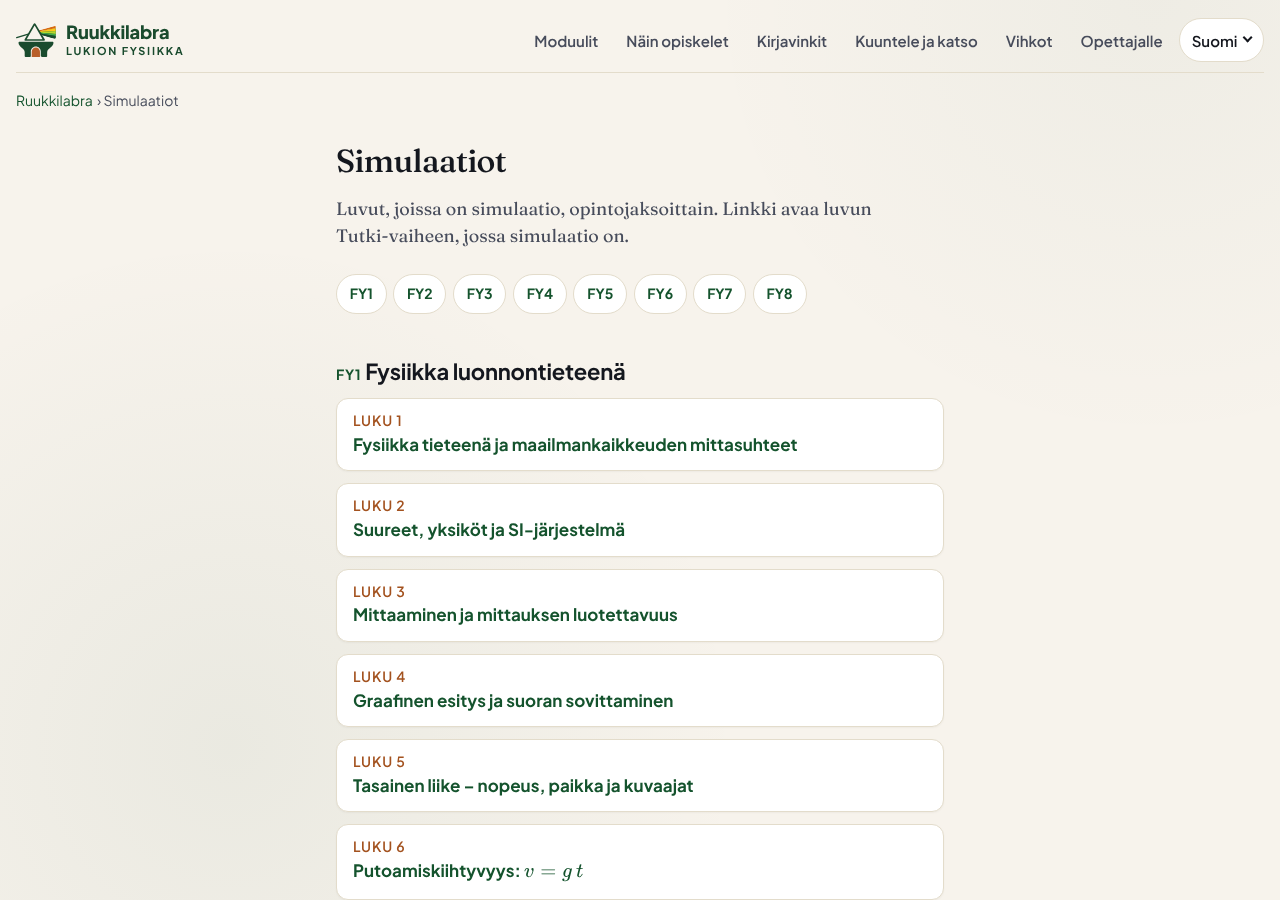 Ruukkilabra
LUKION FYSIIKKA
Moduulit
Näin opiskelet
Kirjavinkit
Kuuntele ja katso
Vihkot
Opettajalle
Suomi
Ruukkilabra › Simulaatiot
Simulaatiot
Luvut, joissa on simulaatio, opintojaksoittain. Linkki avaa luvun
Tutki-vaiheen, jossa simulaatio on.
FY1
FY2
FY3
FY4
FY5
FY6
FY7
FY8
FY1 Fysiikka luonnontieteenä
LUKU 1
Fysiikka tieteenä ja maailmankaikkeuden mittasuhteet
LUKU 2
Suureet, yksiköt ja SI-järjestelmä
LUKU 3
Mittaaminen ja mittauksen luotettavuus
LUKU 4
Graafinen esitys ja suoran sovittaminen
LUKU 5
Tasainen liike – nopeus, paikka ja kuvaajat
LUKU 6
Putoamiskiihtyvyys: v = g t